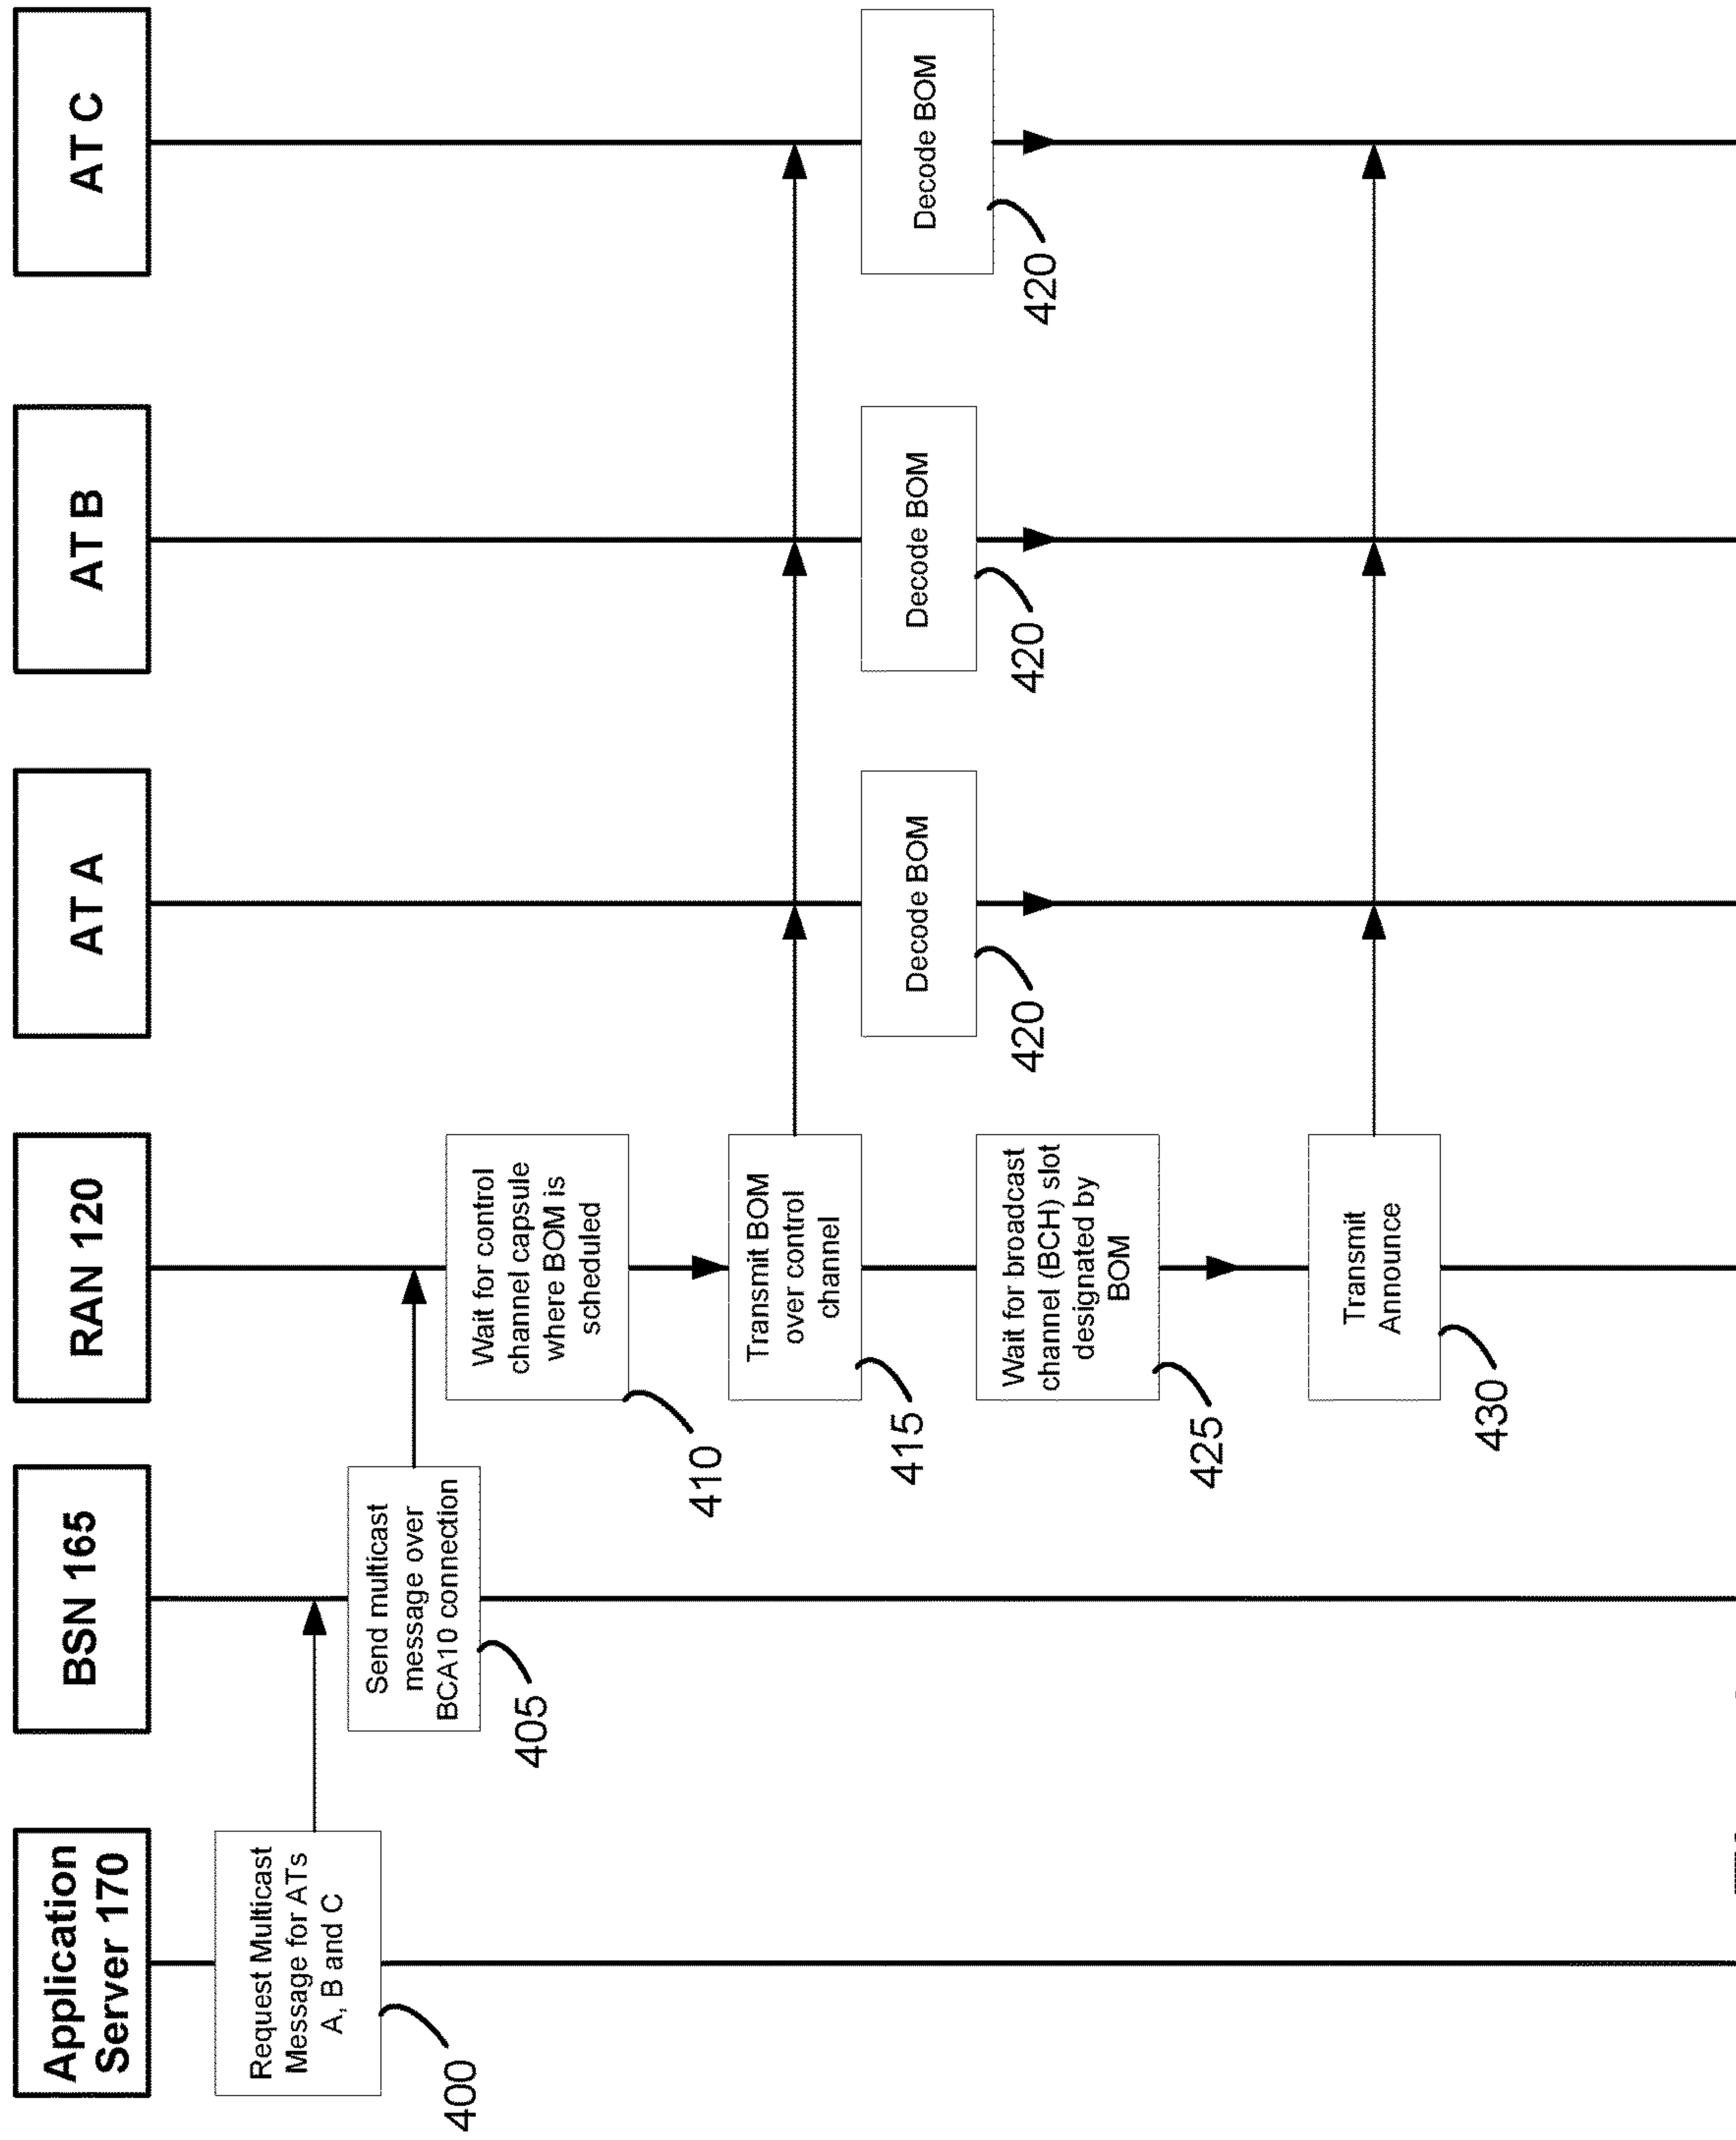 Application
Server 170
BSN 165
RAN 120
AT A
AT B
AT C
Request Multicast
Message for ATs
A, B and C
400
Send multicast
message over
BCA10 connection
405
Wait for control
channel capsule
where BOM is
scheduled
410
Transmit BOM
over control
channel
415
Decode BOM
420
Decode BOM
420
Decode BOM
420
Wait for broadcast
channel (BCH) slot
designated by
BOM
425
Transmit
Announce
430